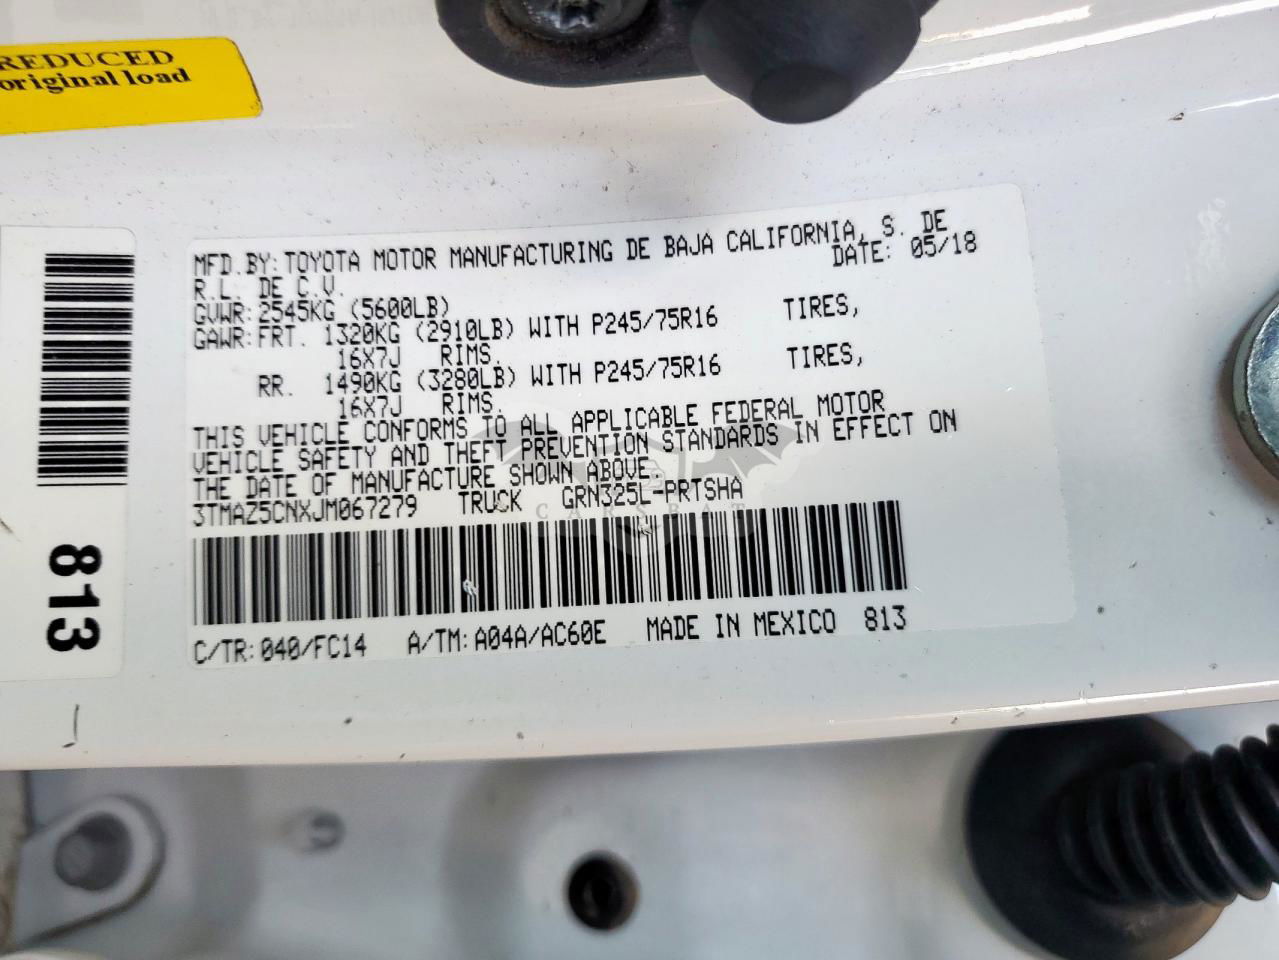 REDUCED
original load
MFD.BY: TOYOTA MOTOR MANUFACTURING DE BAJA CALIFORNIA, S. DE
R.L. DE C.V. DATE: 05/18
GVWR: 2545KG (5600LB)
GAWR: FRT. 1320KG (2910LB) WITH P245/75R16 TIRES,
16X7J RIMS.
RR. 1490KG (3280LB) WITH P245/75R16 TIRES,
16X7J RIMS.
THIS VEHICLE CONFORMS TO ALL APPLICABLE FEDERAL MOTOR
VEHICLE SAFETY AND THEFT PREVENTION STANDARDS IN EFFECT ON
THE DATE OF MANUFACTURE SHOWN ABOVE.
3TMAZ5CNXJM067279 TRUCK GRN325L-PRTSHA
CARSBAT
C/TR: 040/FC14 A/TM: A04A/AC60E MADE IN MEXICO 813
813